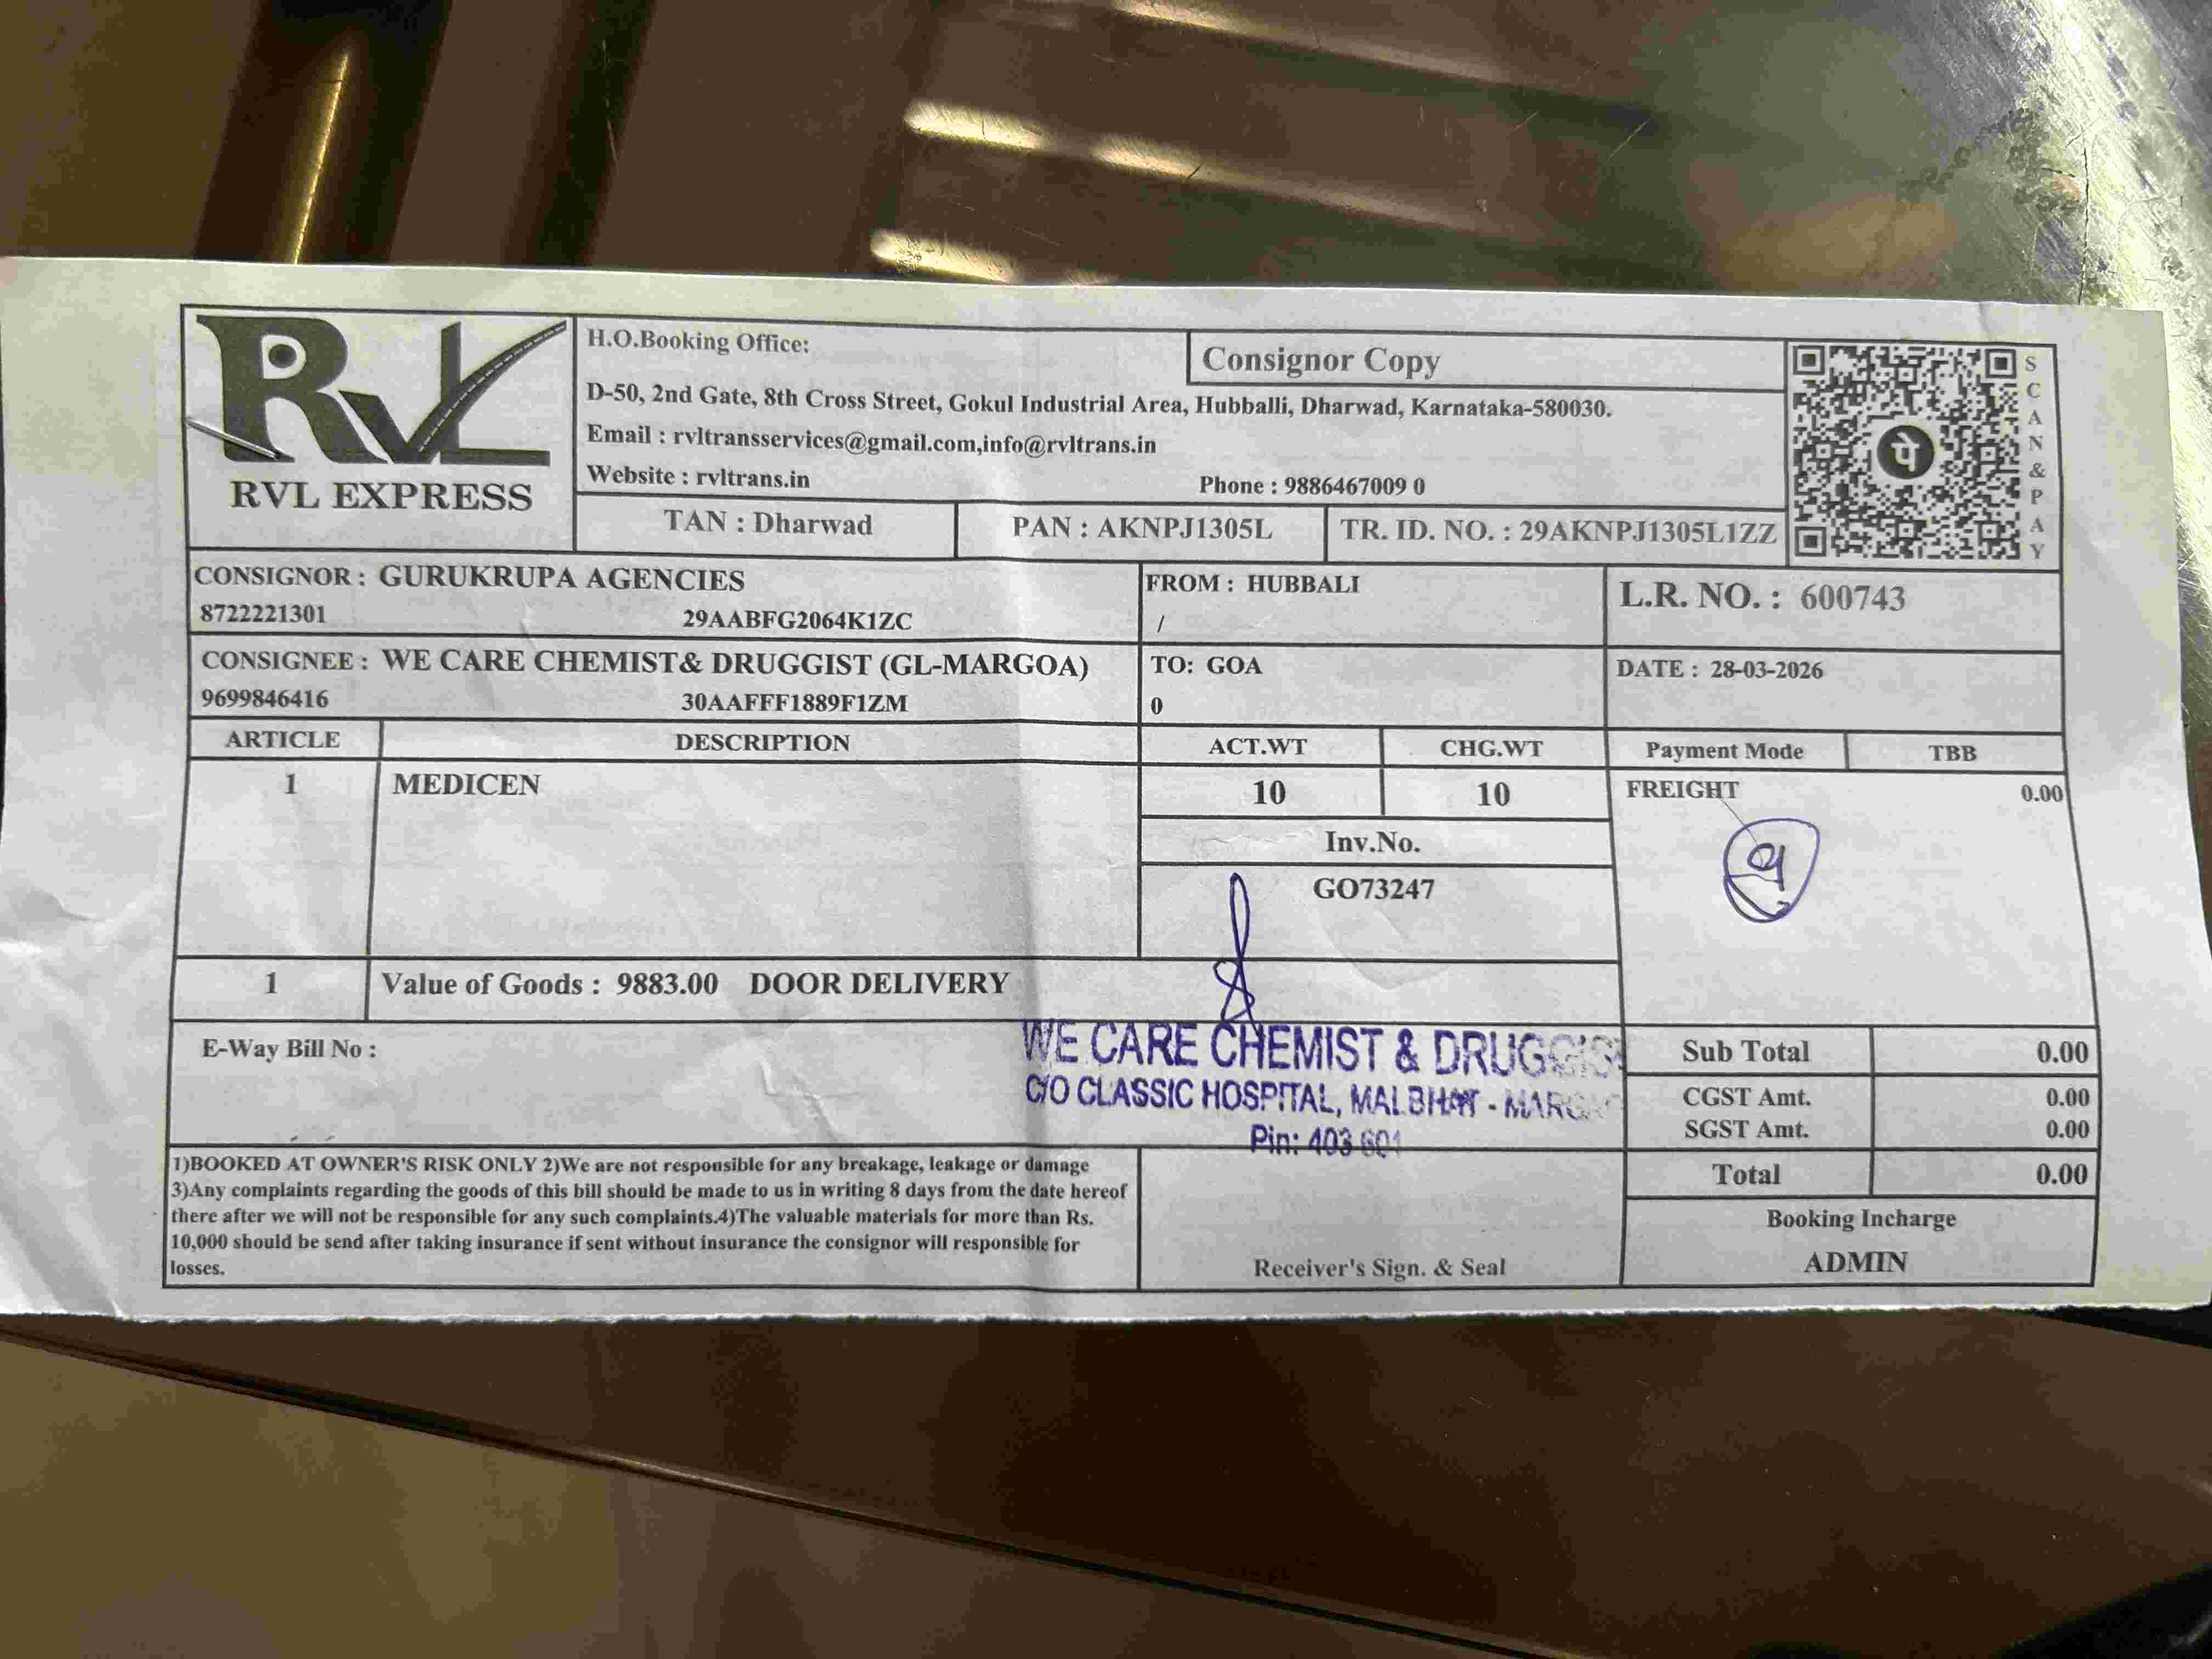 RVL
RVL EXPRESS
H.O.Booking Office:
Consignor Copy
D-50, 2nd Gate, 8th Cross Street, Gokul Industrial Area, Hubballi, Dharwad, Karnataka-580030.
Email : rvltransservices@gmail.com,info@rvltrans.in
Website : rvltrans.in
Phone : 9886467009 0
TAN : Dharwad
PAN : AKNPJ1305L
TR. ID. NO. : 29AKNPJ1305L1ZZ
पे
SCAN & PAY
CONSIGNOR : GURUKRUPA AGENCIES
8722221301 29AABFG2064K1ZC
FROM : HUBBALI
/
L.R. NO. : 600743
CONSIGNEE : WE CARE CHEMIST& DRUGGIST (GL-MARGOA)
9699846416 30AAFFF1889F1ZM
TO: GOA
0
DATE : 28-03-2026
ARTICLE DESCRIPTION ACT.WT CHG.WT Payment Mode TBB
1 MEDICEN 10 10 FREIGHT 0.00
Inv.No.
GO73247
1 Value of Goods : 9883.00 DOOR DELIVERY
E-Way Bill No :
WE CARE CHEMIST & DRUGGIST
C/O CLASSIC HOSPITAL, MALBHAT - MARGAO
Pin: 403 601
Sub Total 0.00
CGST Amt. 0.00
SGST Amt. 0.00
Total 0.00
Booking Incharge
ADMIN
1)BOOKED AT OWNER'S RISK ONLY 2)We are not responsible for any breakage, leakage or damage
3)Any complaints regarding the goods of this bill should be made to us in writing 8 days from the date hereof
there after we will not be responsible for any such complaints.4)The valuable materials for more than Rs.
10,000 should be send after taking insurance if sent without insurance the consignor will responsible for
losses.
Receiver's Sign. & Seal